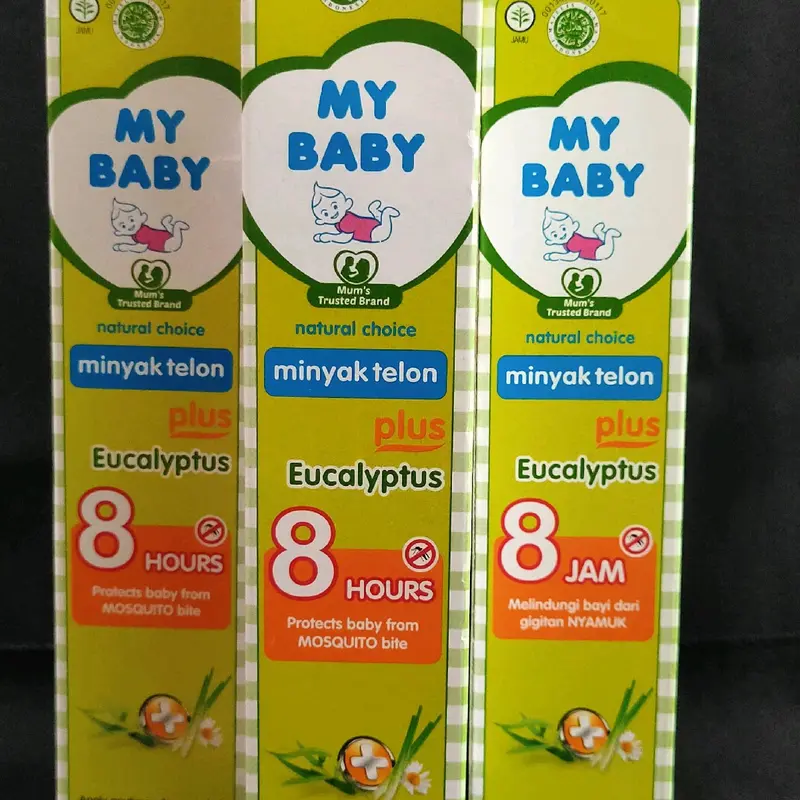 JAMU
MY
BABY
Mum's
Trusted Brand
natural choice
minyak telon
plus
Eucalyptus
8
HOURS
Protects baby from
MOSQUITO bite
MY
BABY
Mum's
Trusted Brand
natural choice
minyak telon
plus
Eucalyptus
8
HOURS
Protects baby from
MOSQUITO bite
JAMU
MY
BABY
Mum's
Trusted Brand
natural choice
minyak telon
plus
Eucalyptus
8
JAM
Melindungi bayi dari
gigitan NYAMUK